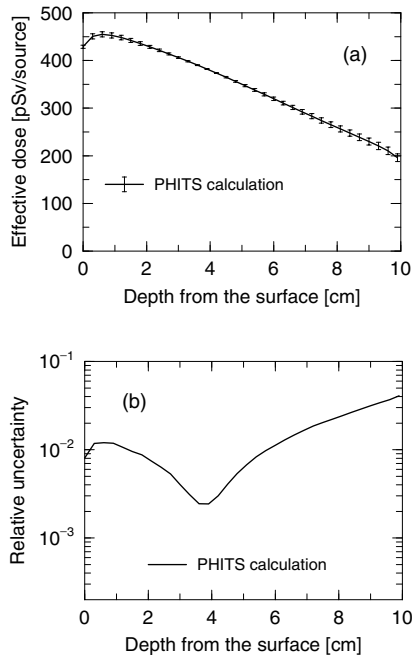 500
400
300
200
100
0
Effective dose [pSv/source]
(a)
PHITS calculation
0 2 4 6 8 10
Depth from the surface [cm]
10⁻¹
10⁻²
10⁻³
Relative uncertainty
(b)
PHITS calculation
0 2 4 6 8 10
Depth from the surface [cm]